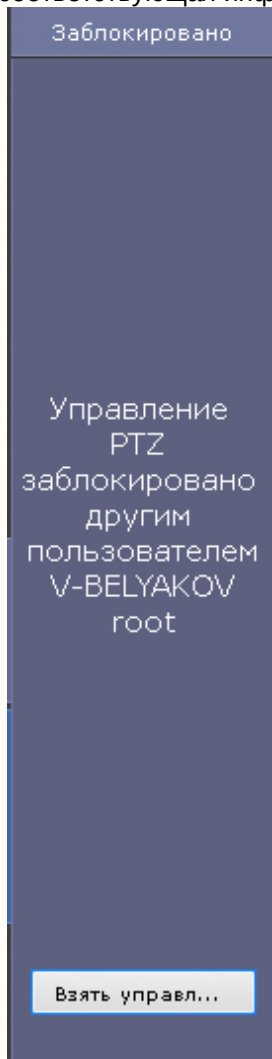 Заблокировано
Управление
PTZ
заблокировано
другим
пользователем
V-BELYAKOV
root
Взять управл...